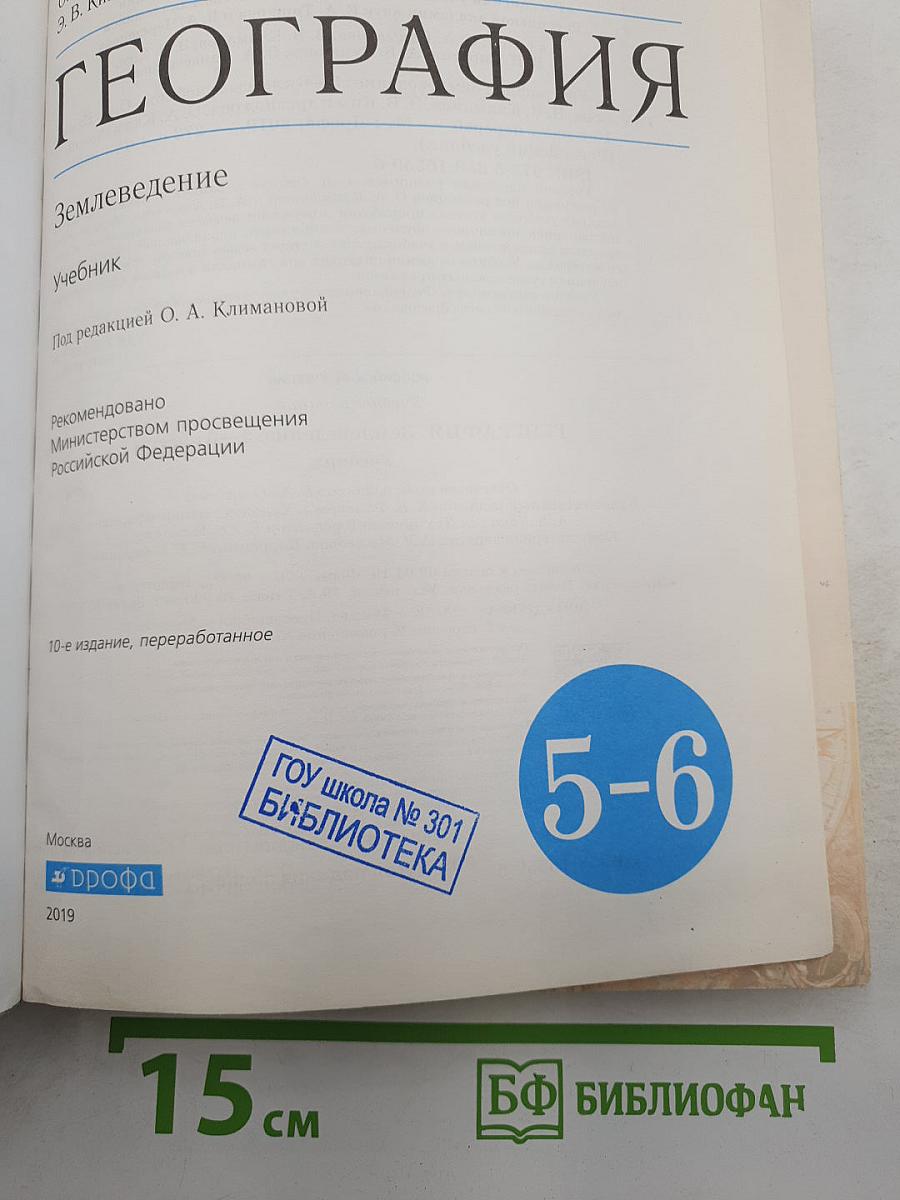 Э. В. Ки
ГЕОГРАФИЯ
Землеведение
учебник
Под редакцией О. А. Климановой
Рекомендовано
Министерством просвещения
Российской Федерации
10-е издание, переработанное
ГОУ школа № 301
БИБЛИОТЕКА
5–6
Москва
дрофа
2019
15 см
БФ БИБЛИОФАН